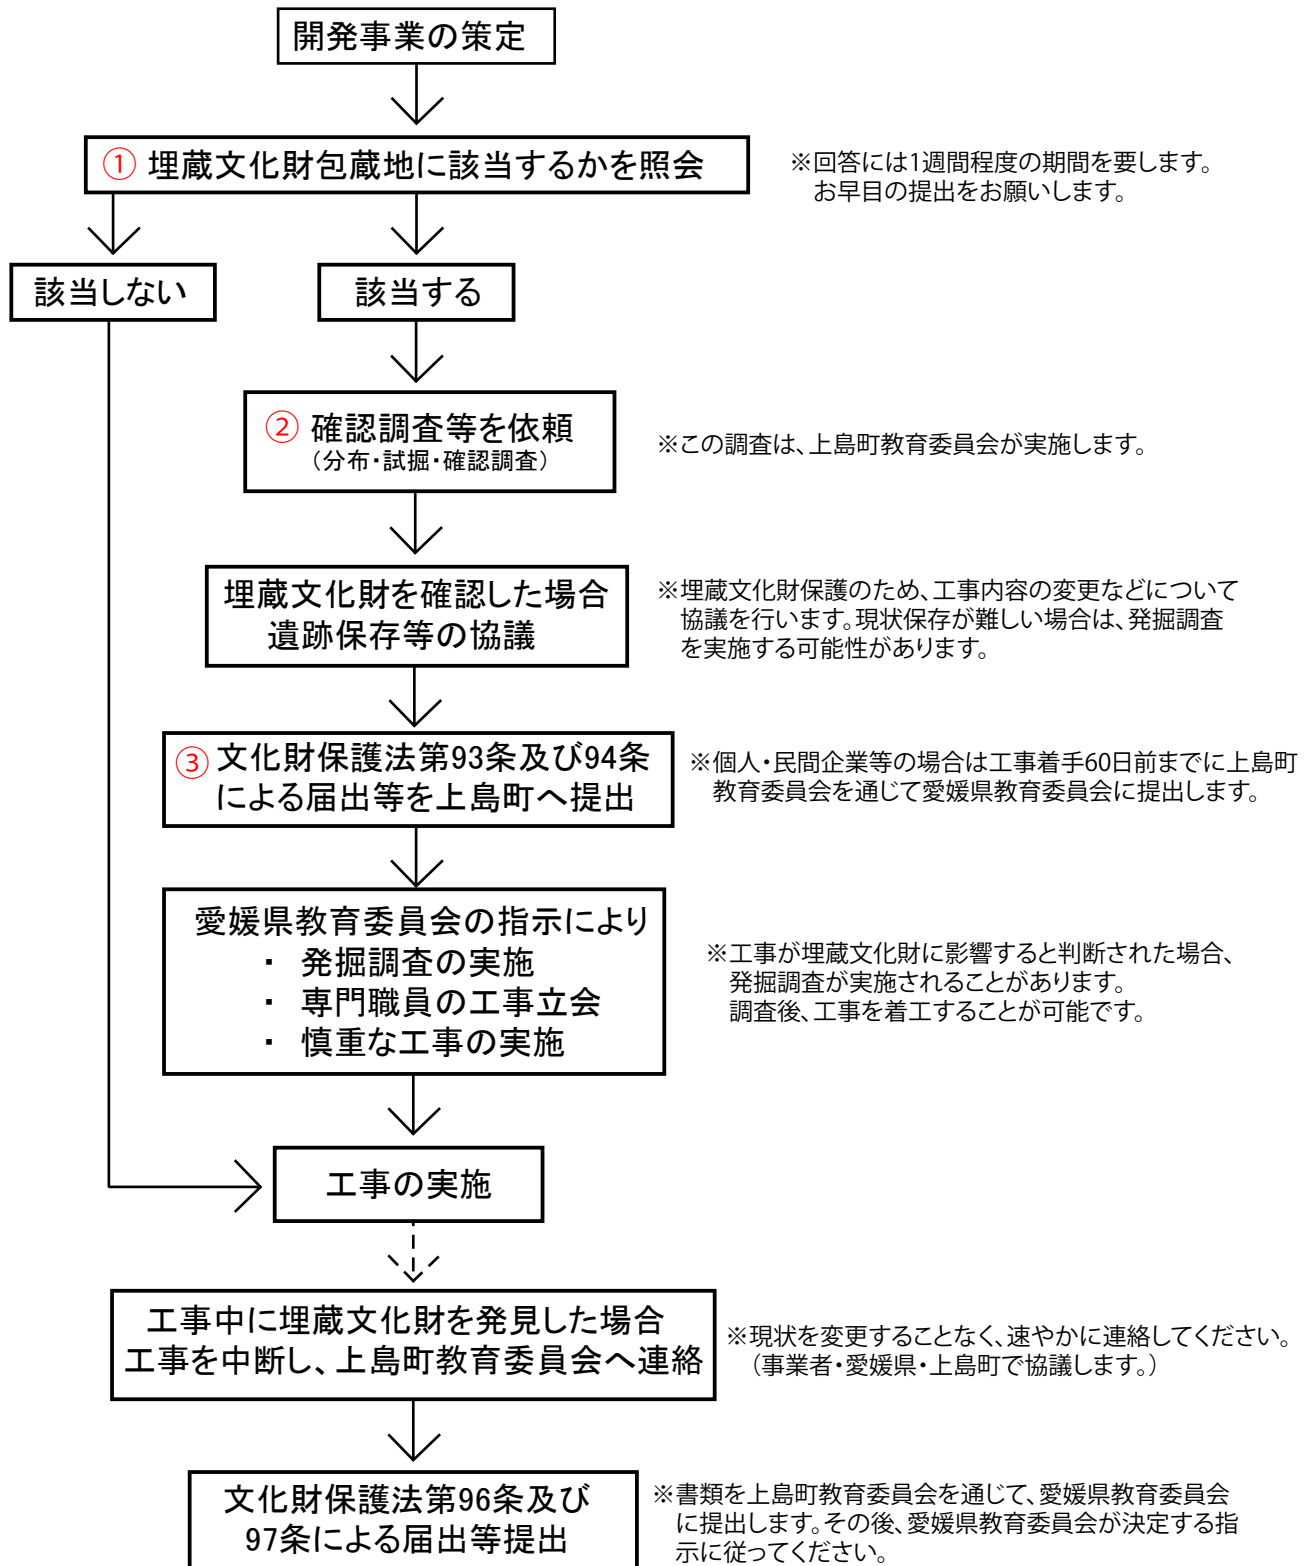 開発事業の策定
① 埋蔵文化財包蔵地に該当するかを照会
※回答には1週間程度の期間を要します。
お早目の提出をお願いします。
該当しない
該当する
② 確認調査等を依頼
（分布・試掘・確認調査）
※この調査は、上島町教育委員会が実施します。
埋蔵文化財を確認した場合
遺跡保存等の協議
※埋蔵文化財保護のため、工事内容の変更などについて
協議を行います。現状保存が難しい場合は、発掘調査
を実施する可能性があります。
③ 文化財保護法第93条及び94条
による届出等を上島町へ提出
※個人・民間企業等の場合は工事着手60日前までに上島町
教育委員会を通じて愛媛県教育委員会に提出します。
愛媛県教育委員会の指示により
・ 発掘調査の実施
・ 専門職員の工事立会
・ 慎重な工事の実施
※工事が埋蔵文化財に影響すると判断された場合、
発掘調査が実施されることがあります。
調査後、工事を着工することが可能です。
工事の実施
工事中に埋蔵文化財を発見した場合
工事を中断し、上島町教育委員会へ連絡
※現状を変更することなく、速やかに連絡してください。
（事業者・愛媛県・上島町で協議します。）
文化財保護法第96条及び
97条による届出等提出
※書類を上島町教育委員会を通じて、愛媛県教育委員会
に提出します。その後、愛媛県教育委員会が決定する指
示に従ってください。